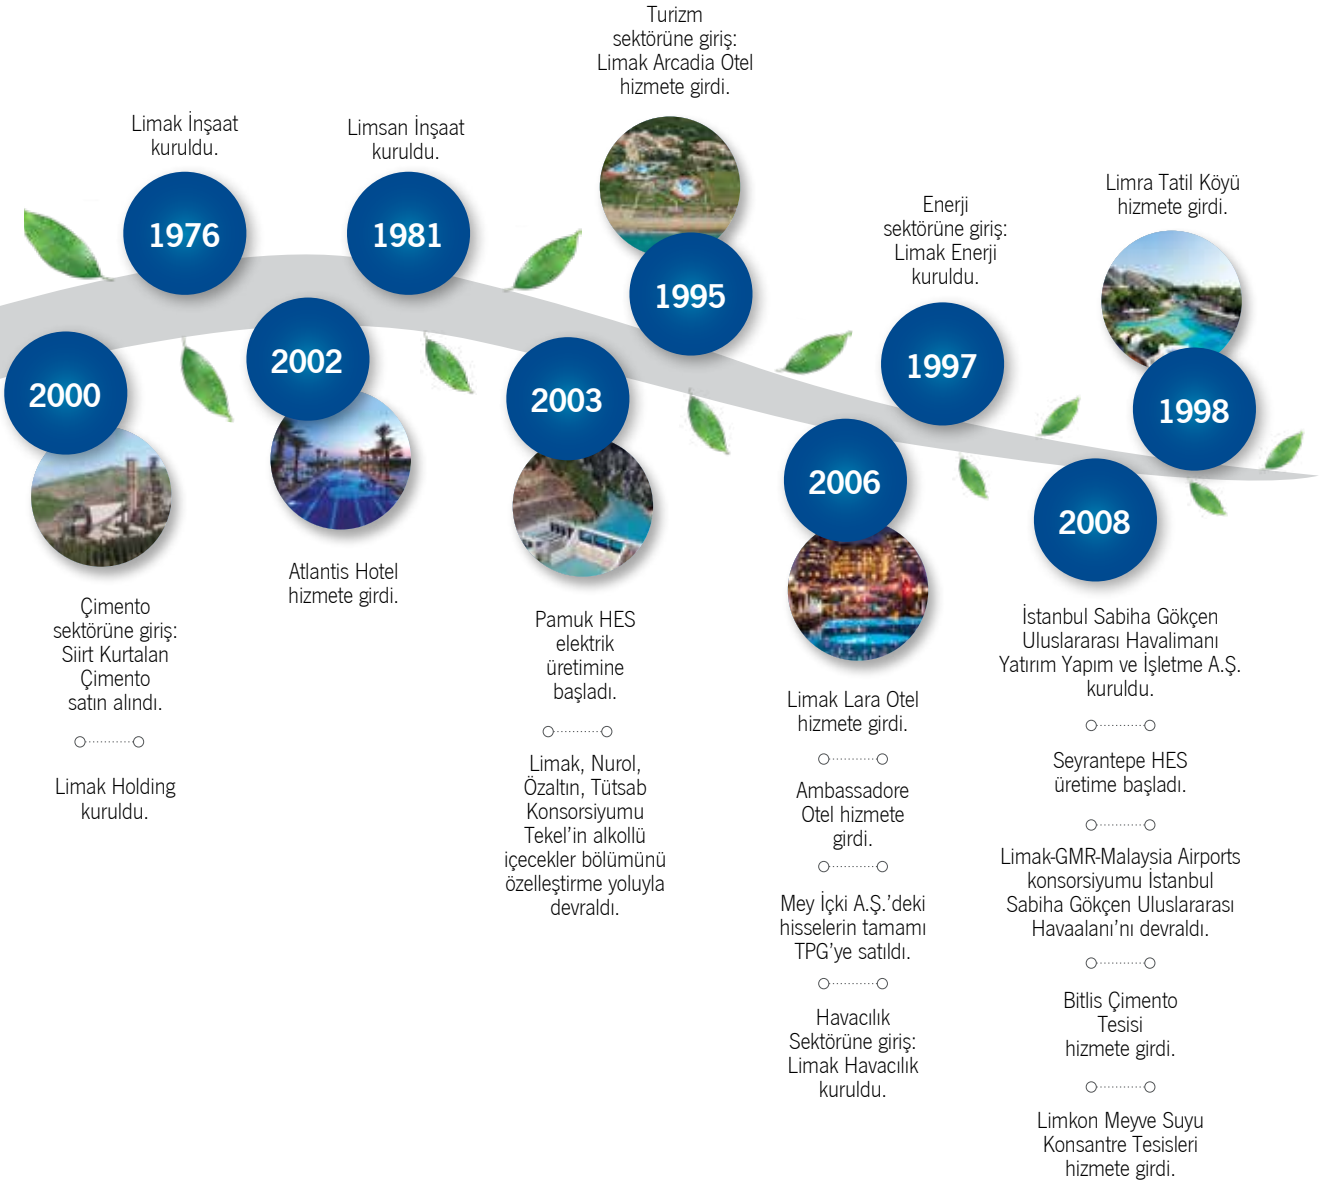 Limak İnşaat
kuruldu.
1976
Limsan İnşaat
kuruldu.
1981
Turizm
sektörüne giriş:
Limak Arcadia Otel
hizmete girdi.
1995
Enerji
sektörüne giriş:
Limak Enerji
kuruldu.
1997
Limra Tatil Köyü
hizmete girdi.
1998
2000
Çimento
sektörüne giriş:
Siirt Kurtalan
Çimento
satın alındı.
Limak Holding
kuruldu.
2002
Atlantis Hotel
hizmete girdi.
2003
Pamuk HES
elektrik
üretimine
başladı.
Limak, Nurol,
Özaltın, Tütsab
Konsorsiyumu
Tekel’in alkollü
içecekler bölümünü
özelleştirme yoluyla
devraldı.
2006
Limak Lara Otel
hizmete girdi.
Ambassadore
Otel hizmete
girdi.
Mey İçki A.Ş.’deki
hisselerin tamamı
TPG’ye satıldı.
Havacılık
Sektörüne giriş:
Limak Havacılık
kuruldu.
2008
İstanbul Sabiha Gökçen
Uluslararası Havalimanı
Yatırım Yapım ve İşletme A.Ş.
kuruldu.
Seyrantepe HES
üretime başladı.
Limak-GMR-Malaysia Airports
konsorsiyumu İstanbul
Sabiha Gökçen Uluslararası
Havaalanı’nı devraldı.
Bitlis Çimento
Tesisi
hizmete girdi.
Limkon Meyve Suyu
Konsantre Tesisleri
hizmete girdi.